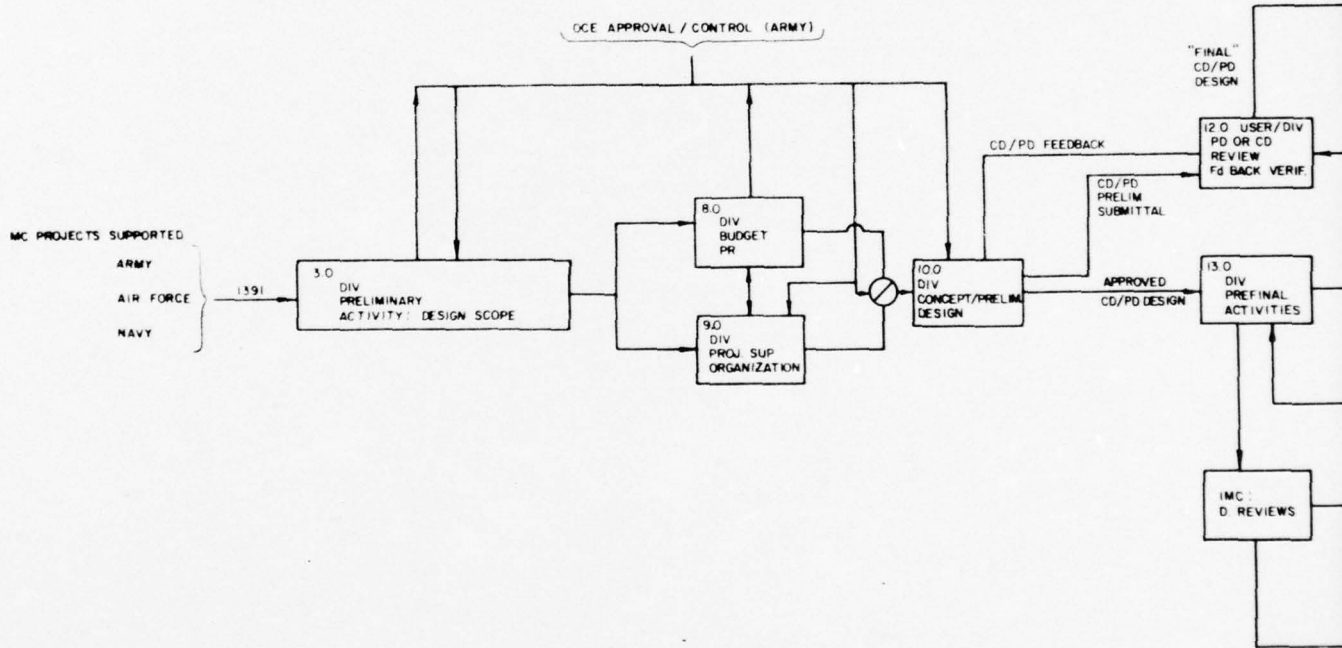 OCE APPROVAL / CONTROL (ARMY)
"FINAL"
CD/PD
DESIGN
12.0 USER/DIV
PD OR CD
REVIEW
Fd BACK VERIF.
CD/PD FEEDBACK
CD/PD
PRELIM
SUBMITTAL
MC PROJECTS SUPPORTED
ARMY
AIR FORCE
NAVY
1391
3.0
DIV
PRELIMINARY
ACTIVITY: DESIGN SCOPE
8.0
DIV
BUDGET
PR
9.0
DIV
PROJ. SUP
ORGANIZATION
10.0
DIV
CONCEPT/PRELIM.
DESIGN
APPROVED
CD/PD DESIGN
13.0
DIV
PREFINAL
ACTIVITIES
IMC:
D REVIEWS